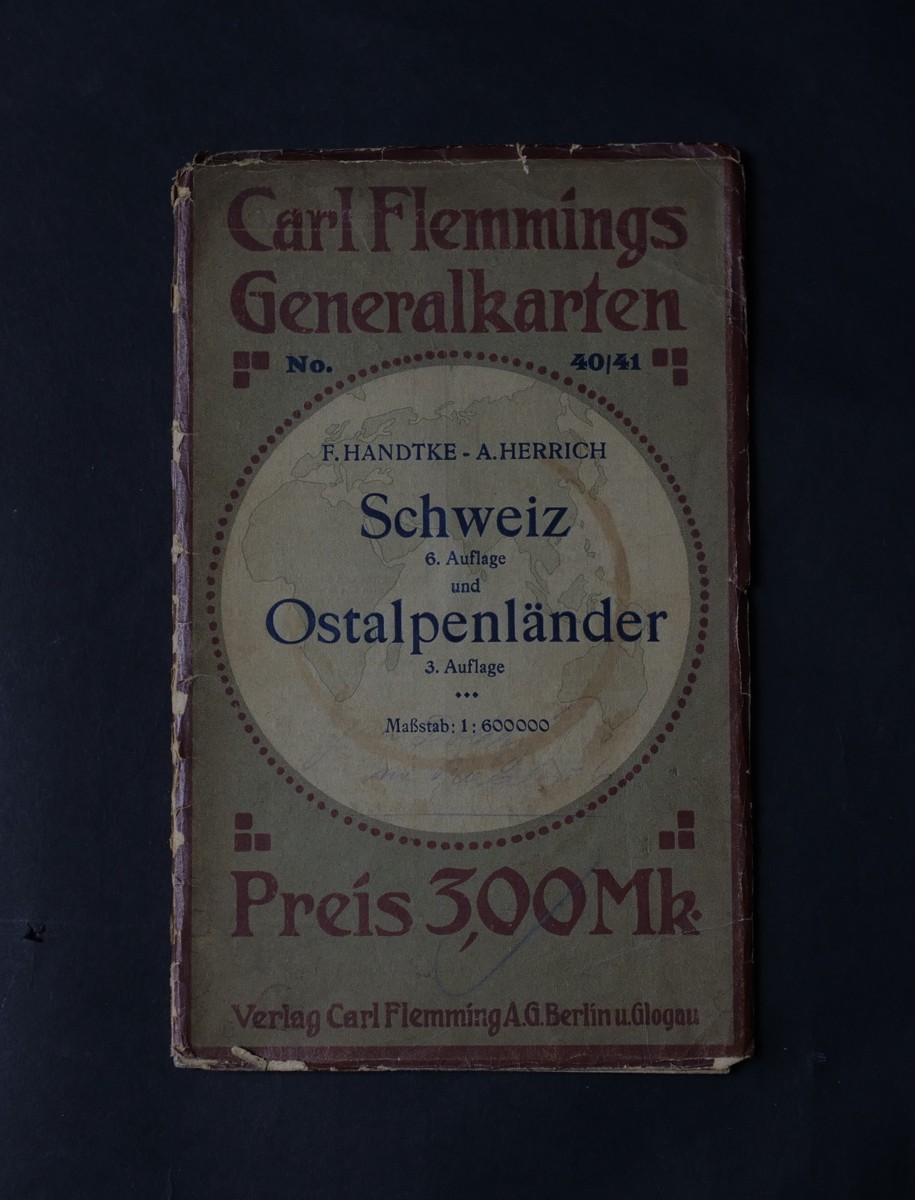 Carl Flemmings
Generalkarten
No. 40/41
F. HANDTKE - A. HERRICH
Schweiz
6. Auflage
und
Ostalpenländer
3. Auflage
Maßstab: 1 : 600000
Preis 3,00 Mk.
Verlag Carl Flemming A.G. Berlin u. Glogau